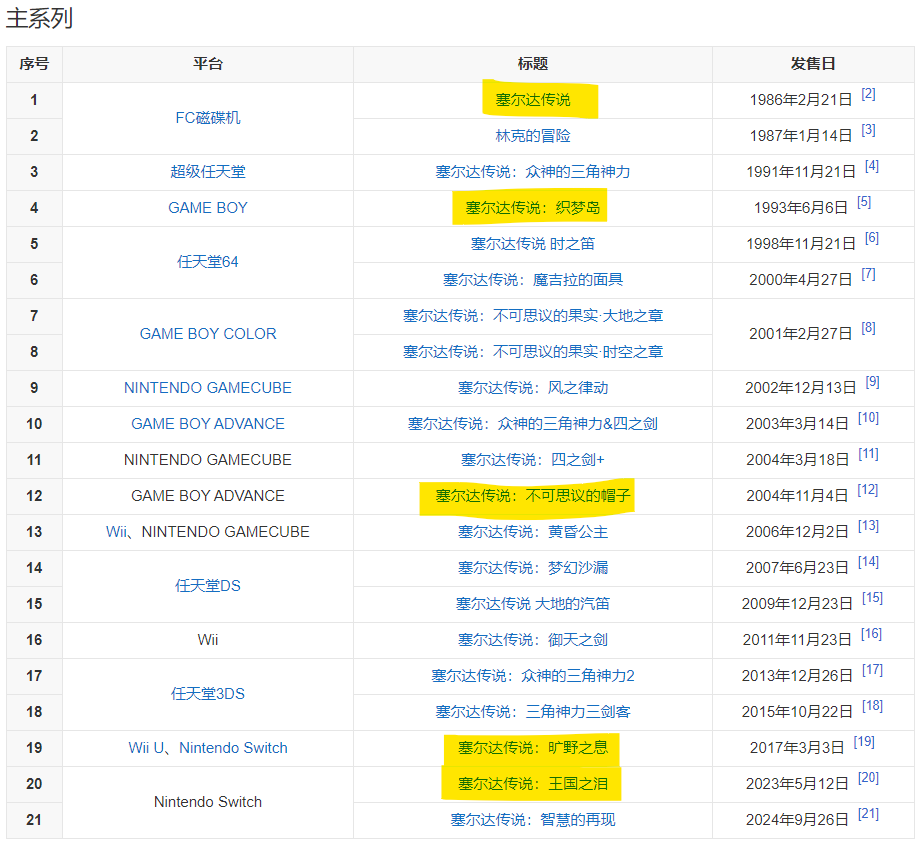 主系列
序号 平台 标题 发售日
1 FC磁碟机 塞尔达传说 1986年2月21日 [2]
2 林克的冒险 1987年1月14日 [3]
3 超级任天堂 塞尔达传说：众神的三角神力 1991年11月21日 [4]
4 GAME BOY 塞尔达传说：织梦岛 1993年6月6日 [5]
5 任天堂64 塞尔达传说 时之笛 1998年11月21日 [6]
6 塞尔达传说：魔吉拉的面具 2000年4月27日 [7]
7 GAME BOY COLOR 塞尔达传说：不可思议的果实·大地之章 2001年2月27日 [8]
8 塞尔达传说：不可思议的果实·时空之章
9 NINTENDO GAMECUBE 塞尔达传说：风之律动 2002年12月13日 [9]
10 GAME BOY ADVANCE 塞尔达传说：众神的三角神力&四之剑 2003年3月14日 [10]
11 NINTENDO GAMECUBE 塞尔达传说：四之剑+ 2004年3月18日 [11]
12 GAME BOY ADVANCE 塞尔达传说：不可思议的帽子 2004年11月4日 [12]
13 Wii、NINTENDO GAMECUBE 塞尔达传说：黄昏公主 2006年12月2日 [13]
14 任天堂DS 塞尔达传说：梦幻沙漏 2007年6月23日 [14]
15 塞尔达传说 大地的汽笛 2009年12月23日 [15]
16 Wii 塞尔达传说：御天之剑 2011年11月23日 [16]
17 任天堂3DS 塞尔达传说：众神的三角神力2 2013年12月26日 [17]
18 塞尔达传说：三角神力三剑客 2015年10月22日 [18]
19 Wii U、Nintendo Switch 塞尔达传说：旷野之息 2017年3月3日 [19]
20 Nintendo Switch 塞尔达传说：王国之泪 2023年5月12日 [20]
21 塞尔达传说：智慧的再现 2024年9月26日 [21]